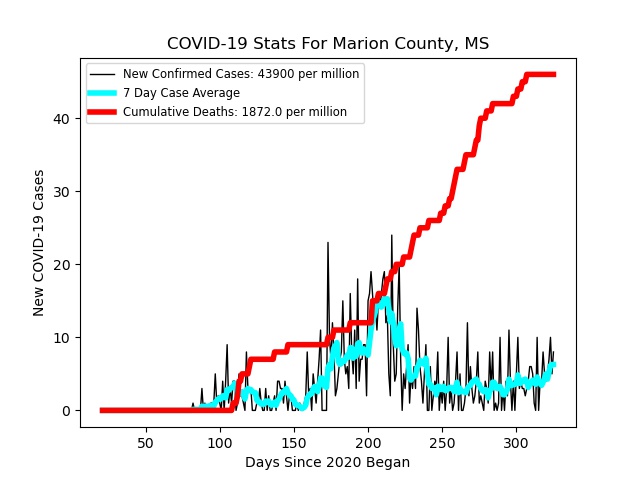 COVID-19 Stats For Marion County, MS
New Confirmed Cases: 43900 per million
7 Day Case Average
Cumulative Deaths: 1872.0 per million
New COVID-19 Cases
40
30
20
10
0
50 100 150 200 250 300
Days Since 2020 Began